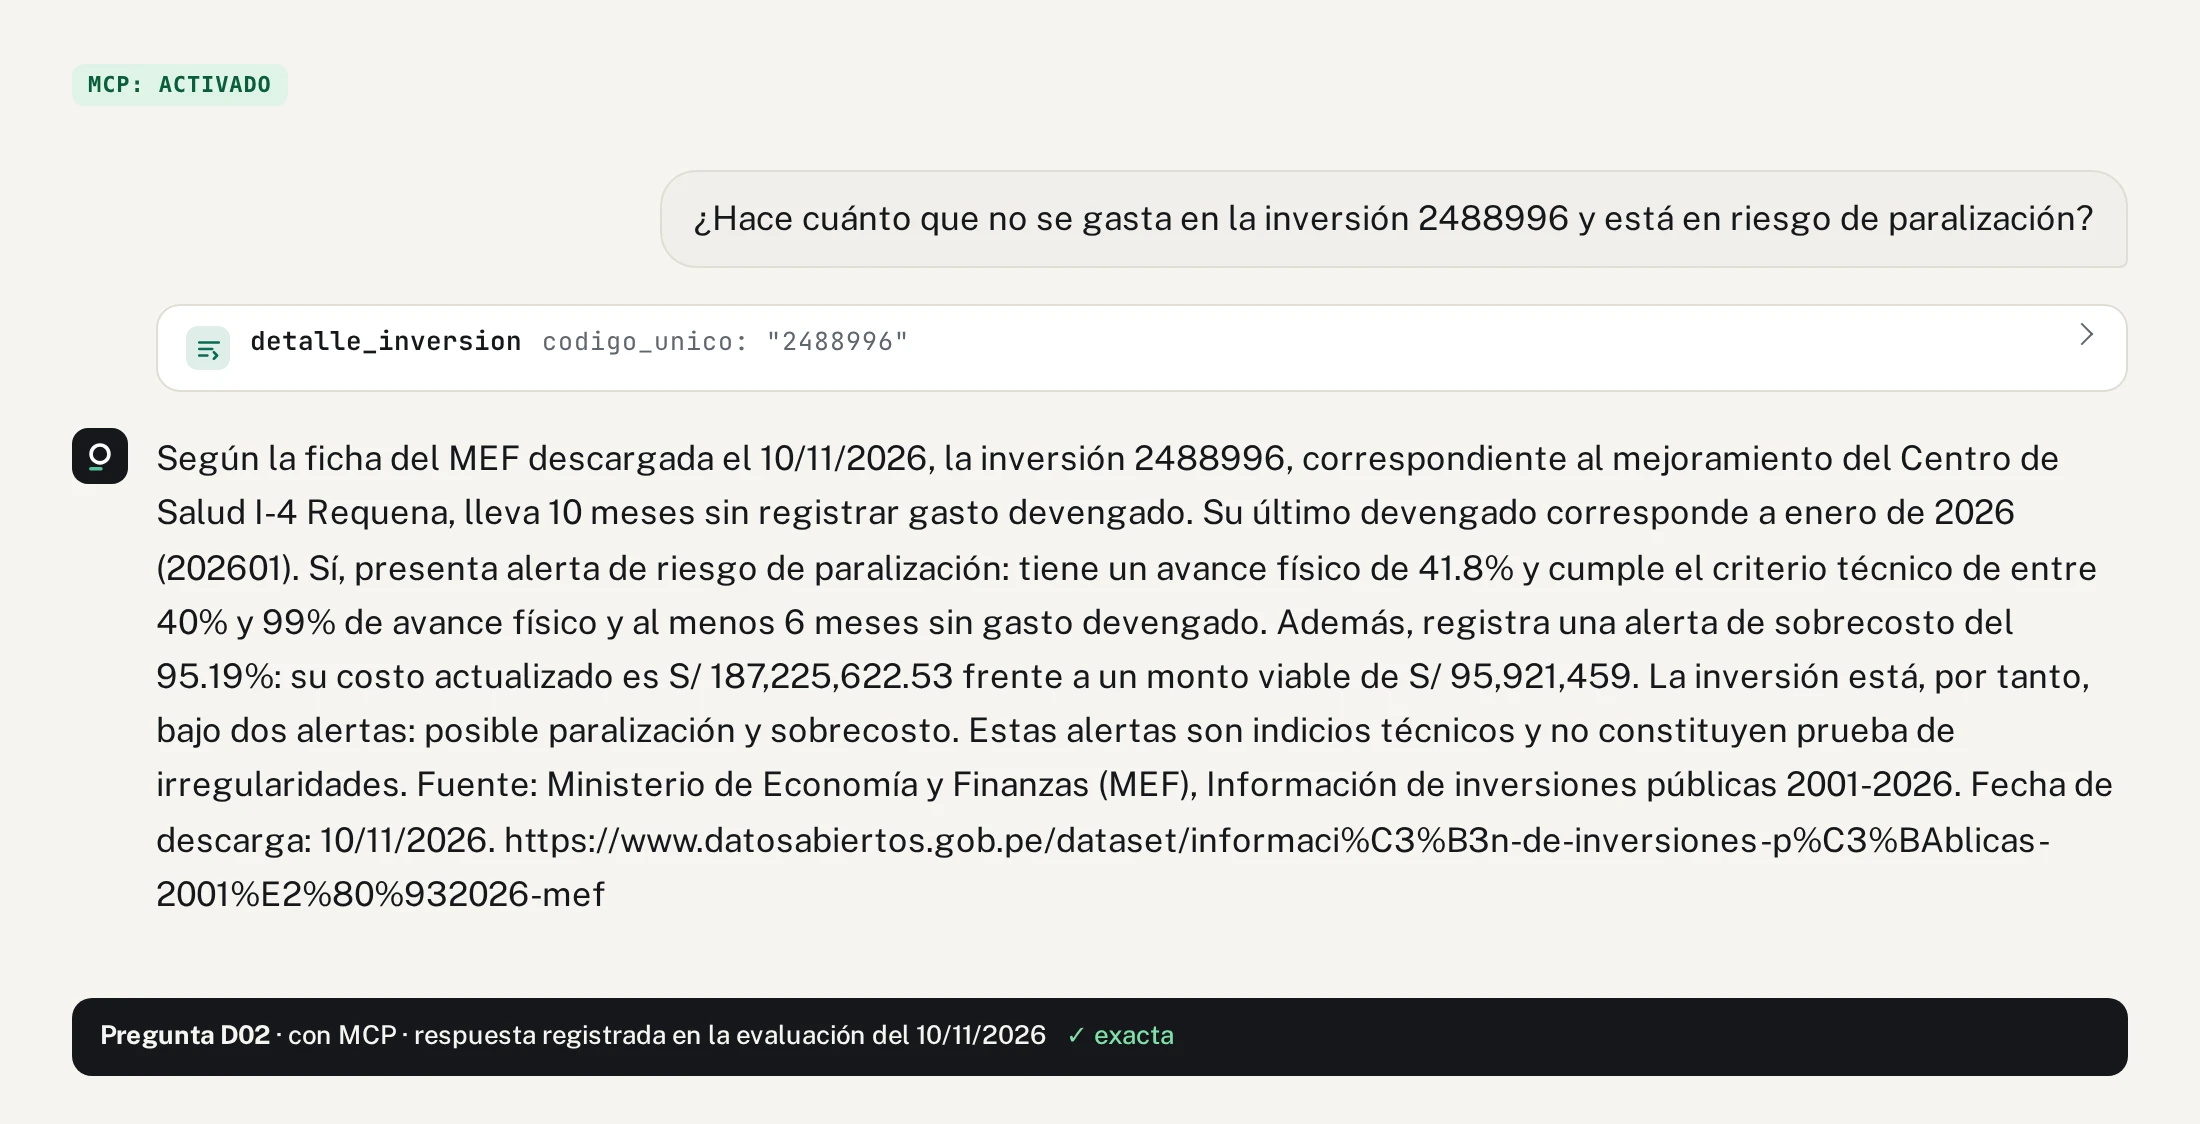 MCP: ACTIVADO
¿Hace cuánto que no se gasta en la inversión 2488996 y está en riesgo de paralización?
detalle_inversion codigo_unico: "2488996"
Según la ficha del MEF descargada el 10/11/2026, la inversión 2488996, correspondiente al mejoramiento del Centro de
Salud I-4 Requena, lleva 10 meses sin registrar gasto devengado. Su último devengado corresponde a enero de 2026
(202601). Sí, presenta alerta de riesgo de paralización: tiene un avance físico de 41.8% y cumple el criterio técnico de entre
40% y 99% de avance físico y al menos 6 meses sin gasto devengado. Además, registra una alerta de sobrecosto del
95.19%: su costo actualizado es S/ 187,225,622.53 frente a un monto viable de S/ 95,921,459. La inversión está, por tanto,
bajo dos alertas: posible paralización y sobrecosto. Estas alertas son indicios técnicos y no constituyen prueba de
irregularidades. Fuente: Ministerio de Economía y Finanzas (MEF), Información de inversiones públicas 2001-2026. Fecha de
descarga: 10/11/2026. https://www.datosabiertos.gob.pe/dataset/informaci%C3%B3n-de-inversiones-p%C3%BAblicas-
2001%E2%80%932026-mef
Pregunta D02 · con MCP · respuesta registrada en la evaluación del 10/11/2026 ✓ exacta